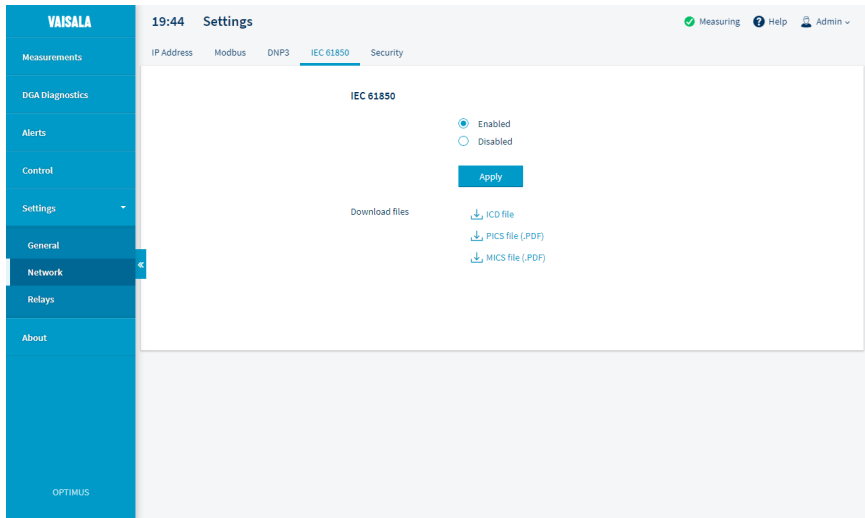 VAISALA
Measurements
DGA Diagnostics
Alerts
Control
Settings
General
Network
Relays
About
OPTIMUS
19:44 Settings
Measuring Help Admin
IP Address Modbus DNP3 IEC 61850 Security
IEC 61850
Enabled
Disabled
Apply
Download files
ICD file
PICS file (.PDF)
MICS file (.PDF)